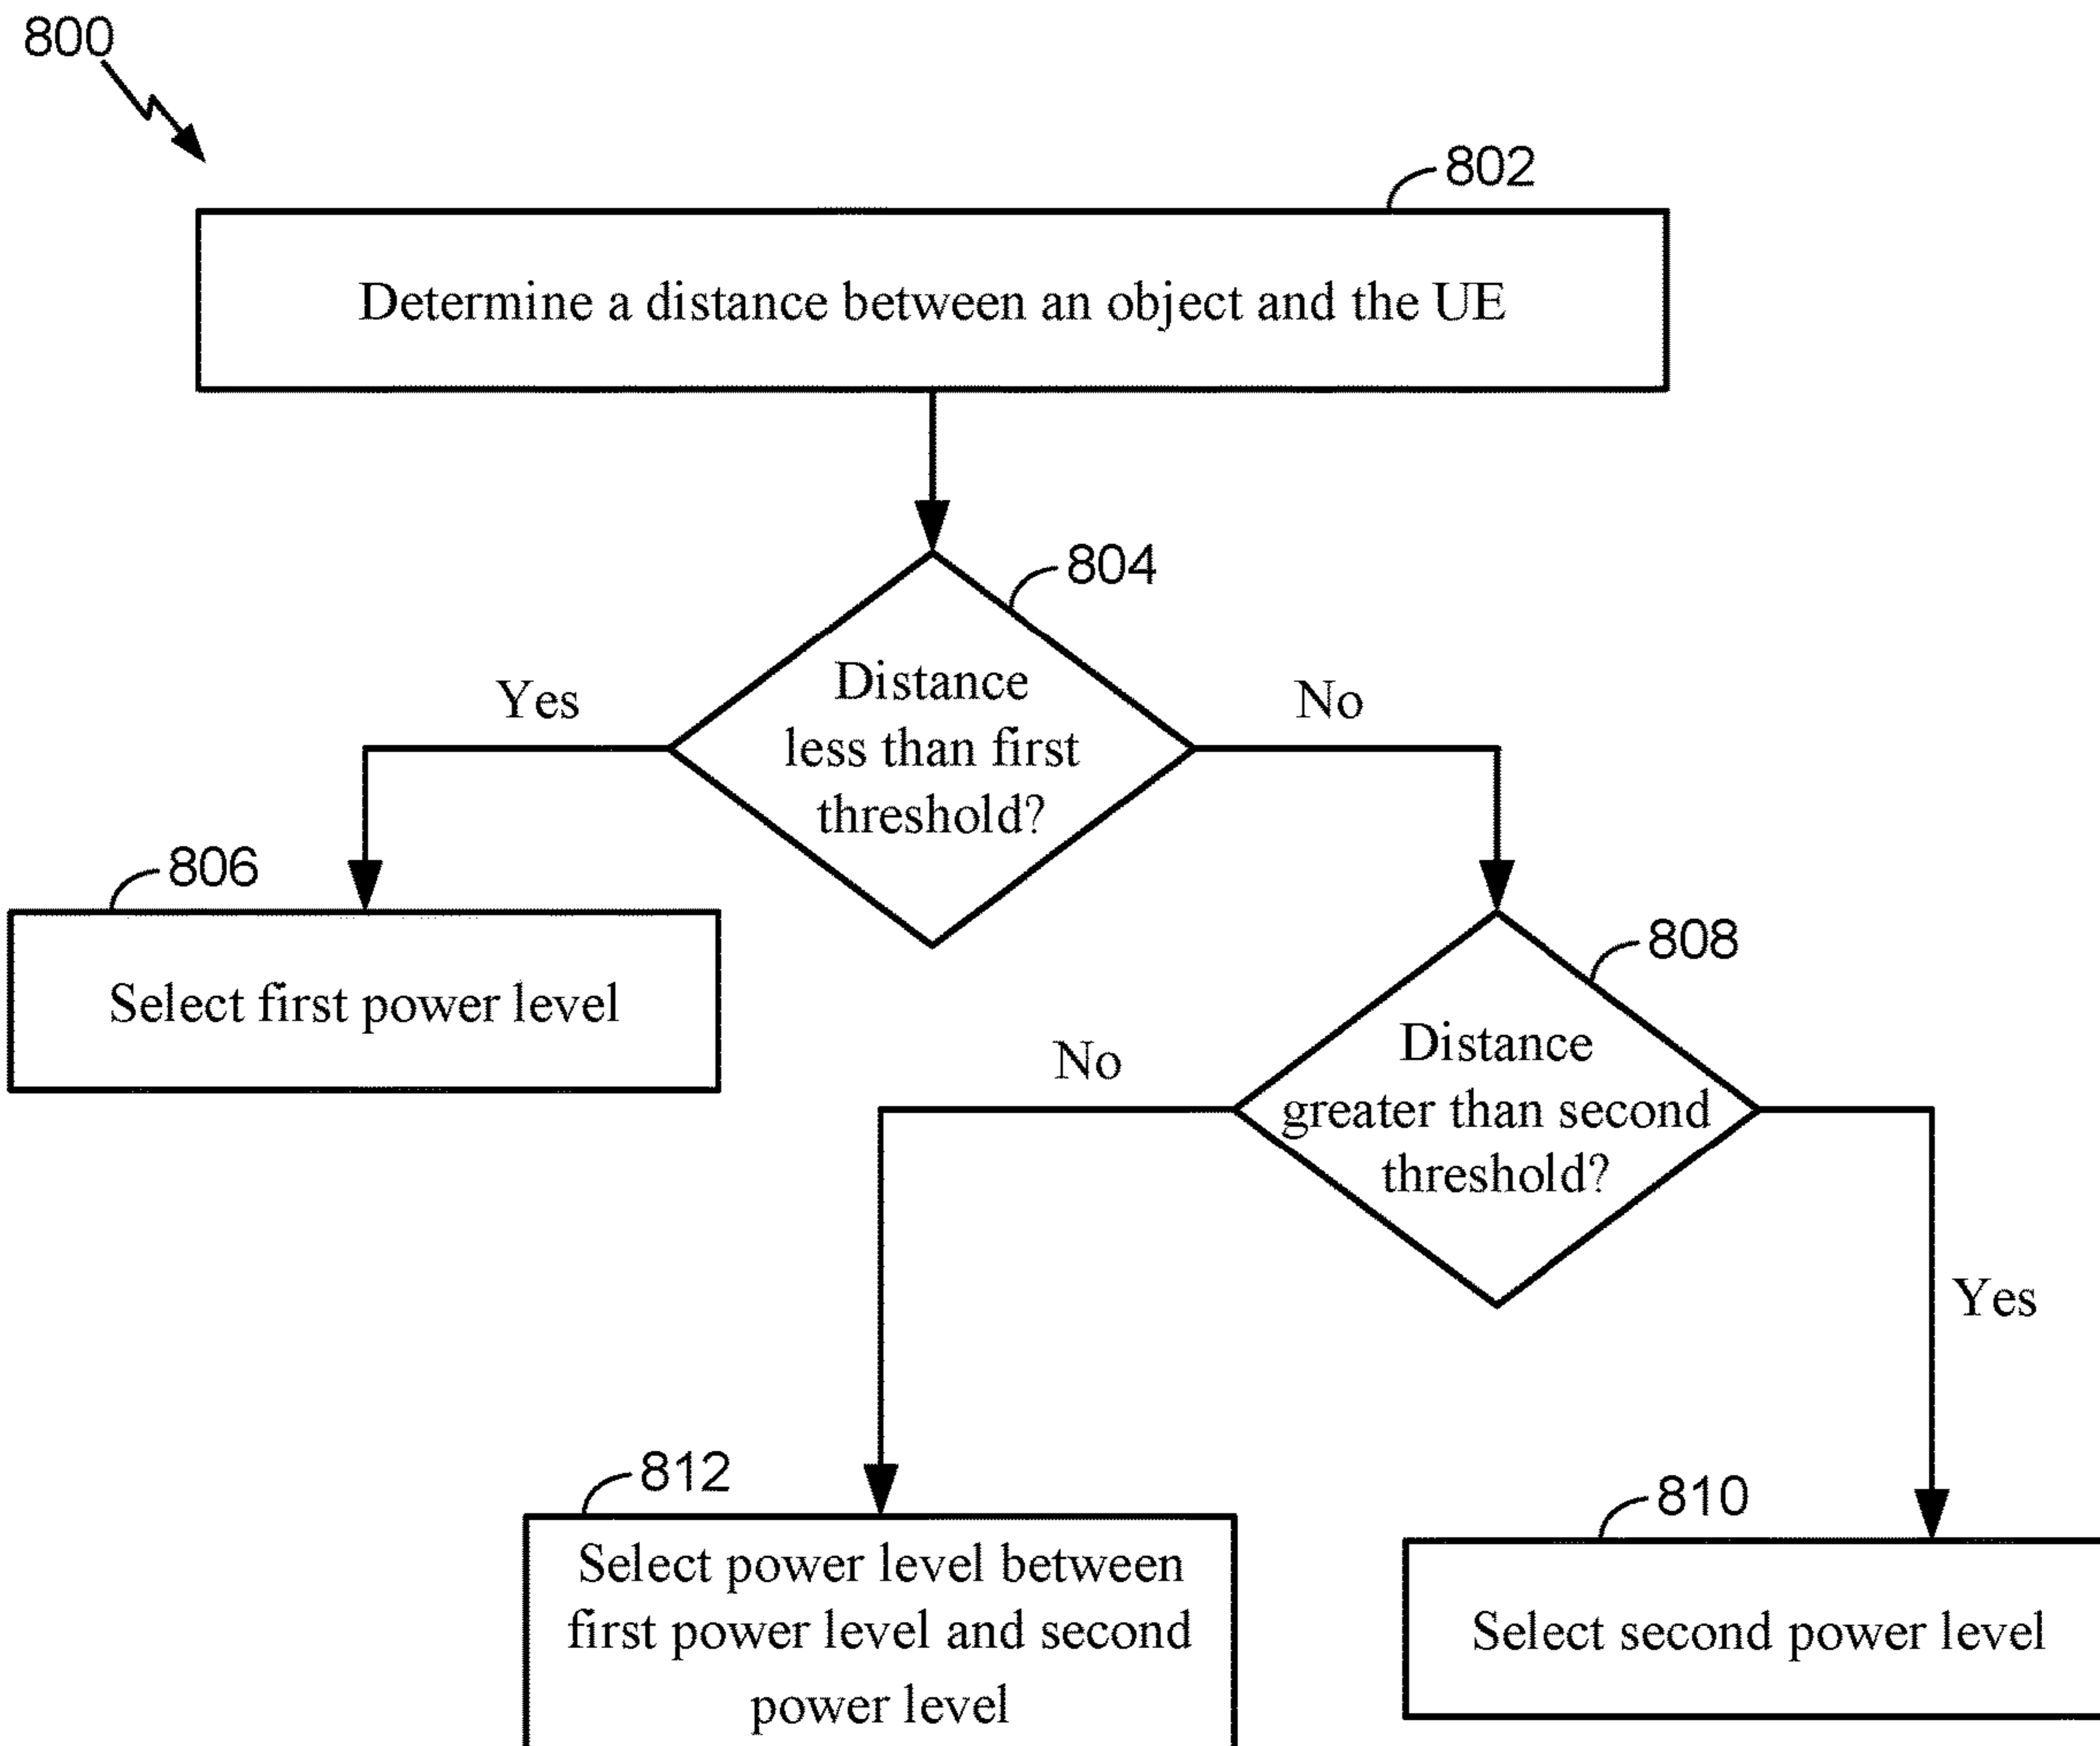 800
802
Determine a distance between an object and the UE
804
Distance
less than first
threshold?
Yes
No
806
Select first power level
808
Distance
greater than second
threshold?
No
Yes
812
Select power level between
first power level and second
power level
810
Select second power level